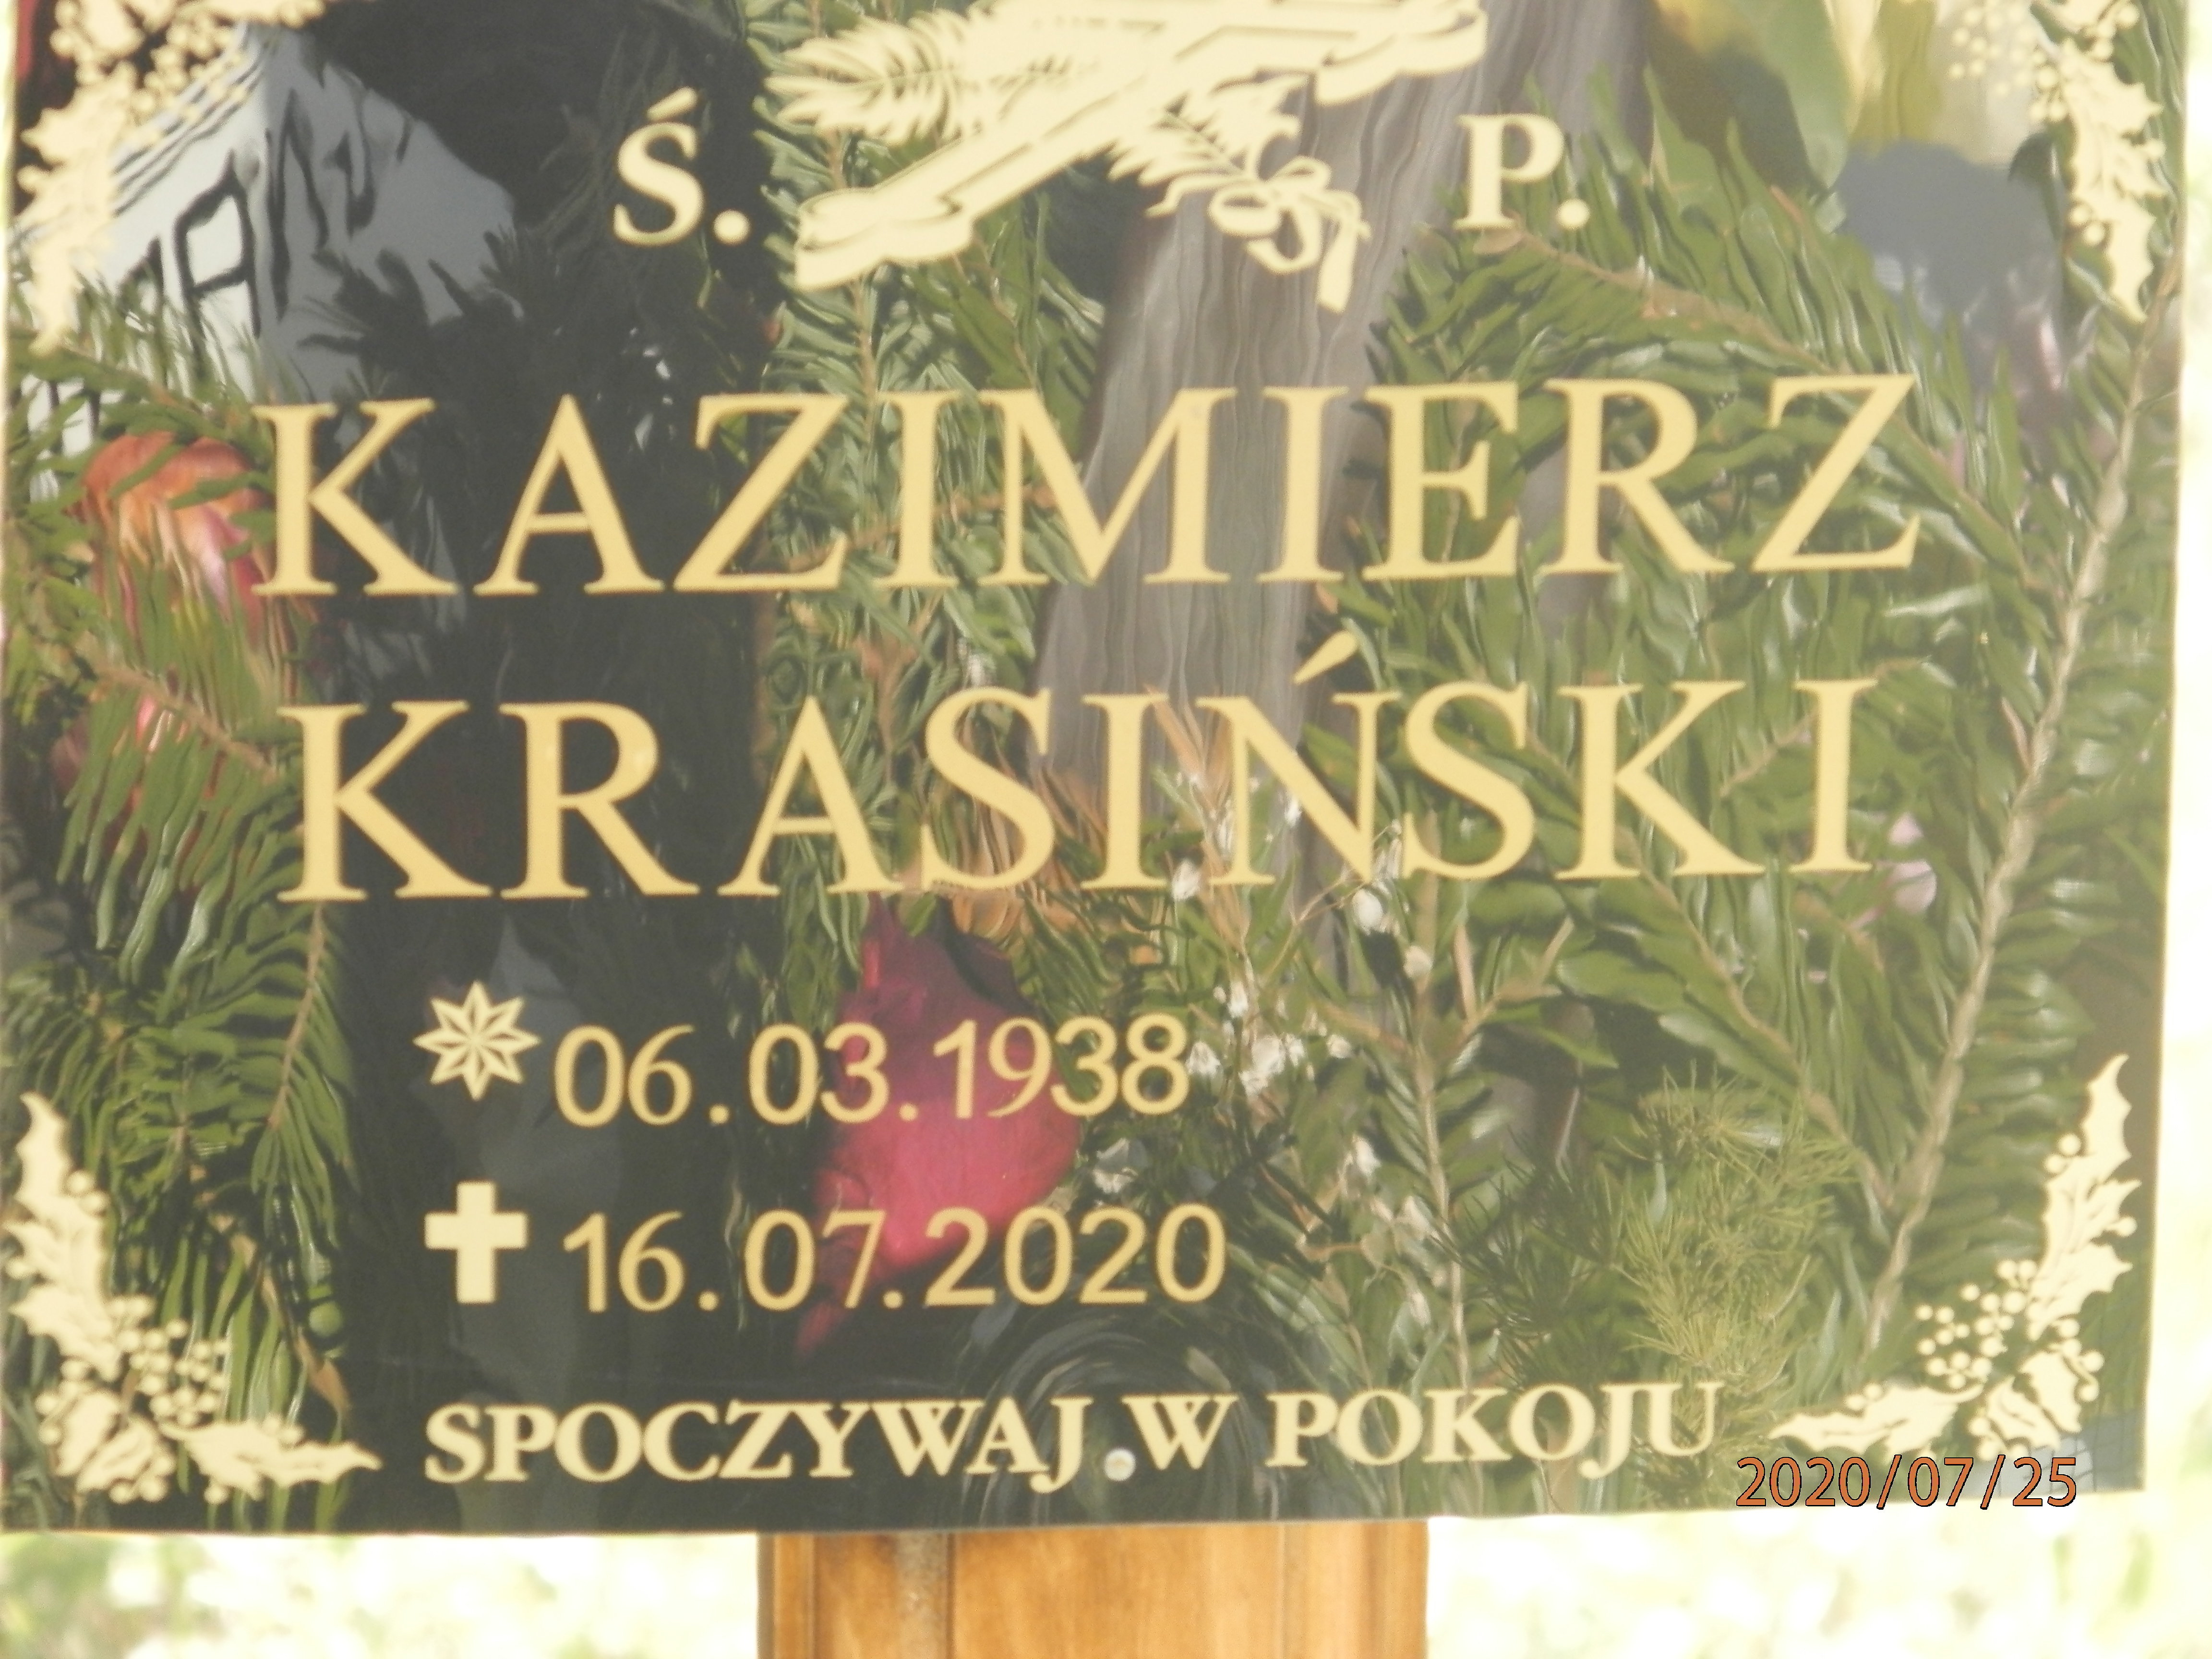 Ś. P.
KAZIMIERZ
KRASIŃSKI
06.03.1938
16.07.2020
SPOCZYWAJ W POKOJU
2020/07/25